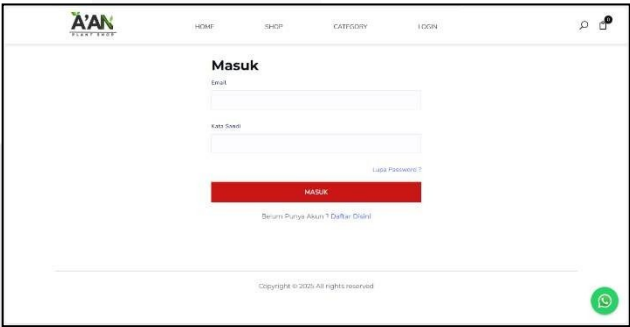 A'AN
PLANT SHOP
HOME
SHOP
CATEGORY
LOGIN
0
Masuk
Email
Kata Sandi
Lupa Password ?
MASUK
Belum Punya Akun ? Daftar Disini
Copyright © 2025 All rights reserved